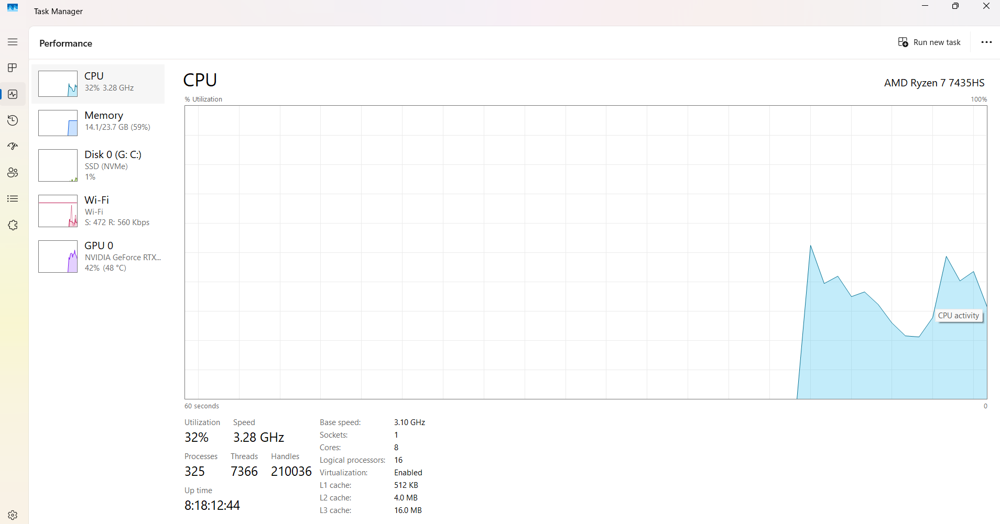 Task Manager
Performance
Run new task
CPU
32% 3.28 GHz
Memory
14.1/23.7 GB (59%)
Disk 0 (G: C:)
SSD (NVMe)
1%
Wi-Fi
Wi-Fi
S: 472 R: 560 Kbps
GPU 0
NVIDIA GeForce RTX...
42% (48 °C)
CPU
AMD Ryzen 7 7435HS
% Utilization
100%
CPU activity
60 seconds
0
Utilization
Speed
32%
3.28 GHz
Processes
Threads
Handles
325
7366
210036
Up time
8:18:12:44
Base speed: 3.10 GHz
Sockets: 1
Cores: 8
Logical processors: 16
Virtualization: Enabled
L1 cache: 512 KB
L2 cache: 4.0 MB
L3 cache: 16.0 MB